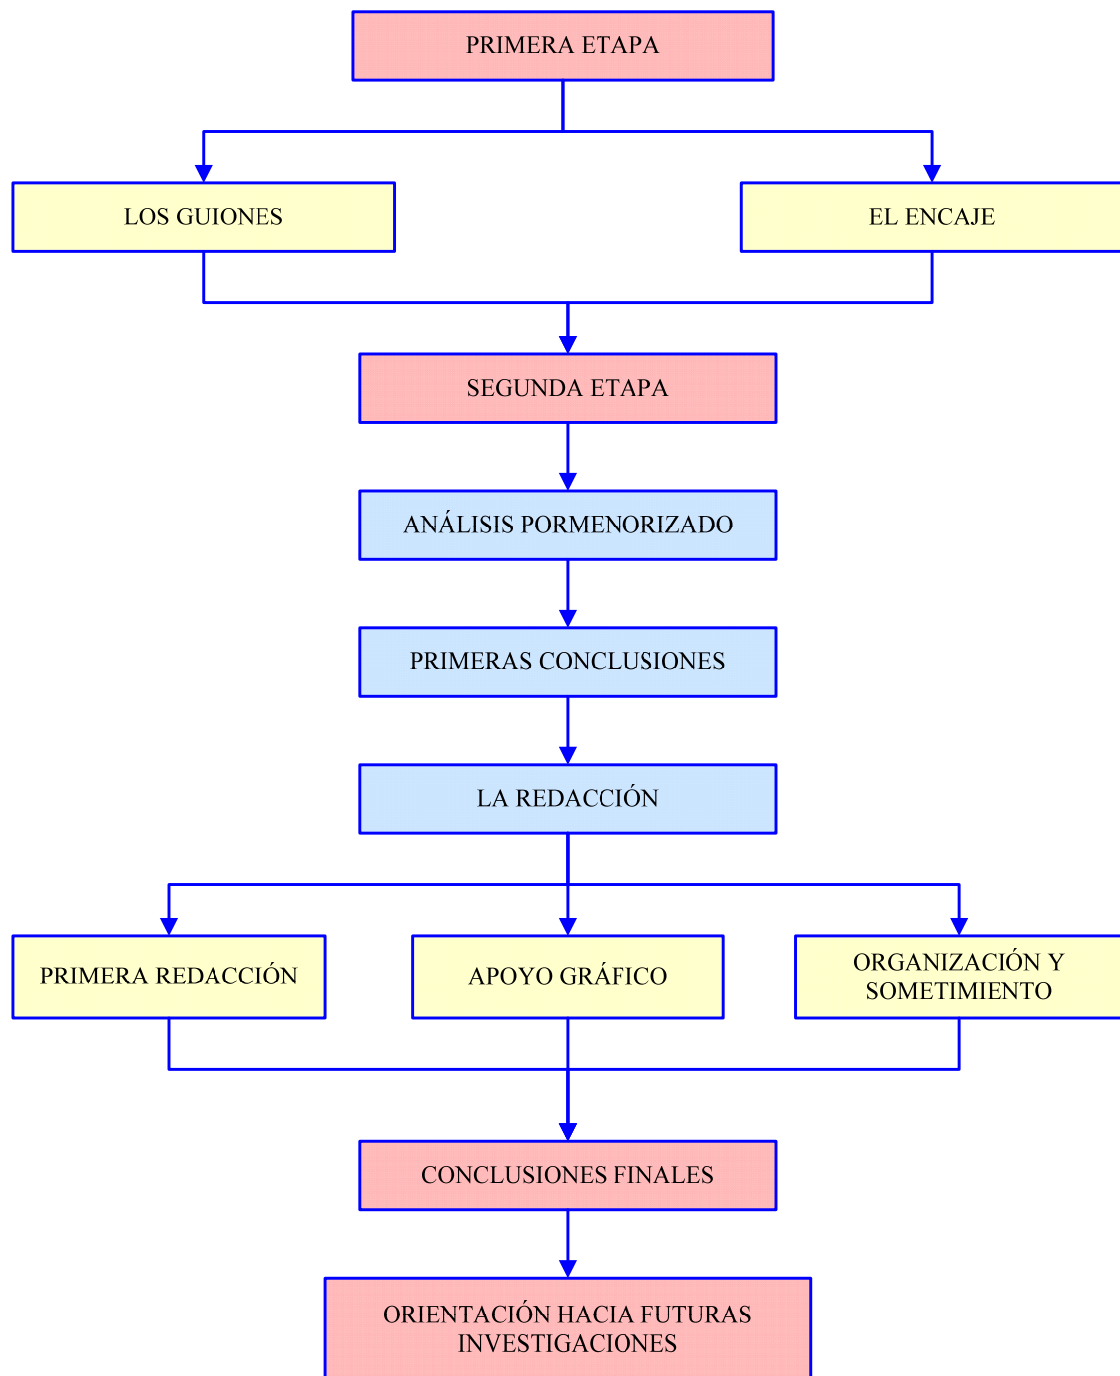 PRIMERA ETAPA
LOS GUIONES
EL ENCAJE
SEGUNDA ETAPA
ANÁLISIS PORMENORIZADO
PRIMERAS CONCLUSIONES
LA REDACCIÓN
PRIMERA REDACCIÓN
APOYO GRÁFICO
ORGANIZACIÓN Y
SOMETIMIENTO
CONCLUSIONES FINALES
ORIENTACIÓN HACIA FUTURAS
INVESTIGACIONES